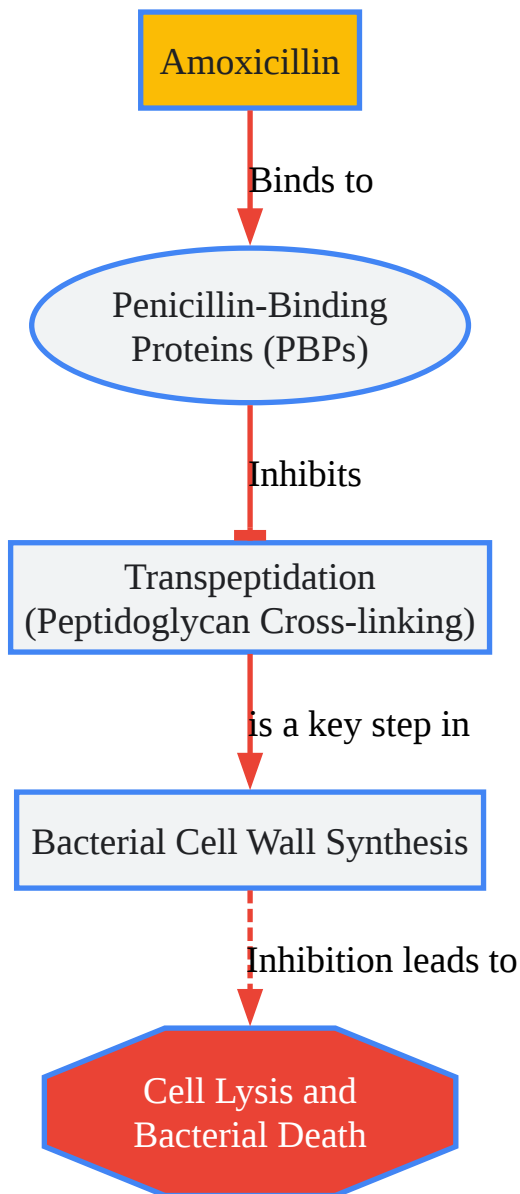 Amoxicillin
Binds to
Penicillin-Binding
Proteins (PBPs)
Inhibits
Transpeptidation
(Peptidoglycan Cross-linking)
is a key step in
Bacterial Cell Wall Synthesis
Inhibition leads to
Cell Lysis and
Bacterial Death